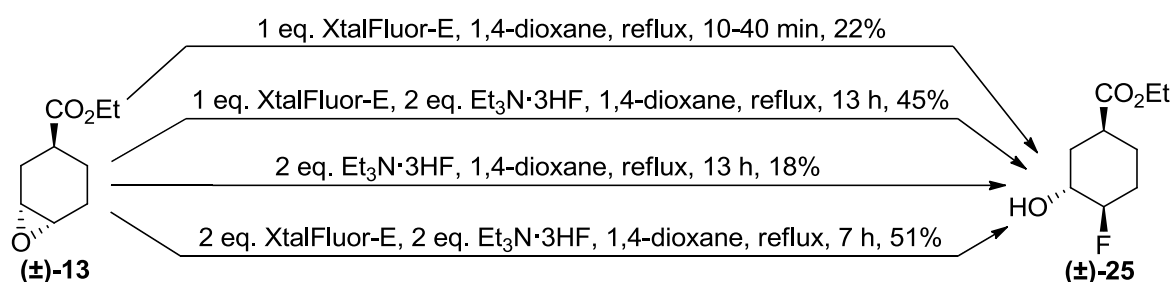 1 eq. XtalFluor-E, 1,4-dioxane, reflux, 10-40 min, 22%
CO2Et
1 eq. XtalFluor-E, 2 eq. Et3N·3HF, 1,4-dioxane, reflux, 13 h, 45%
CO2Et
2 eq. Et3N·3HF, 1,4-dioxane, reflux, 13 h, 18%
HO
2 eq. XtalFluor-E, 2 eq. Et3N·3HF, 1,4-dioxane, reflux, 7 h, 51%
O
F
(±)-13
(±)-25